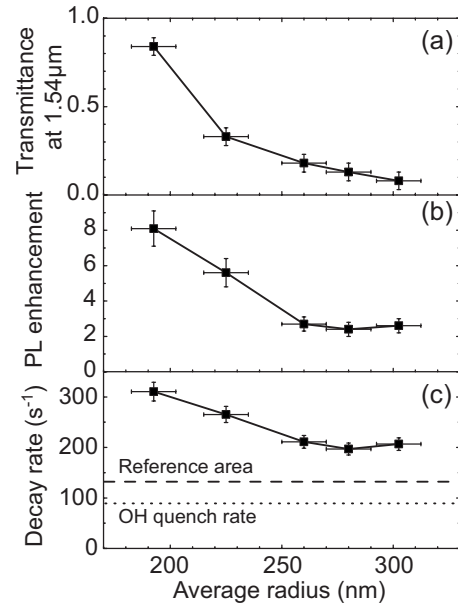 1.0
(a)
Transmittance
at 1.54μm
0.5
0.0
8
(b)
PL enhancement
6
4
2
0
300
(c)
Decay rate (s⁻¹)
200
Reference area
100
OH quench rate
0
200
250
300
Average radius (nm)